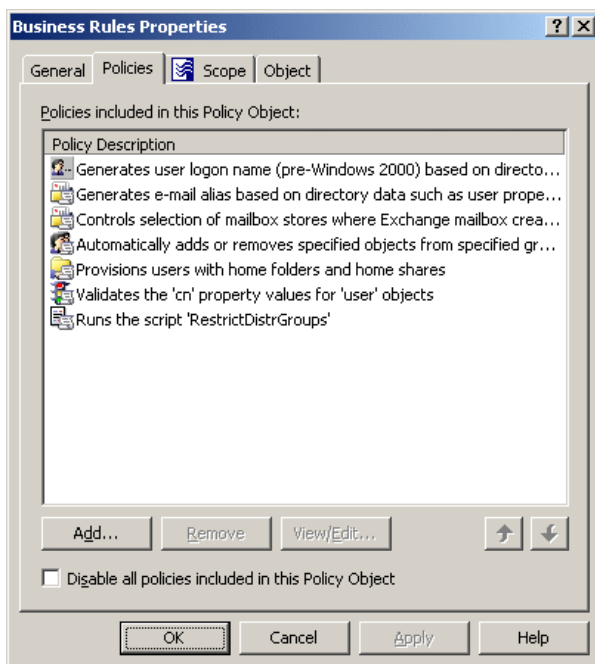 Business Rules Properties
General Policies Scope Object
Policies included in this Policy Object:
Policy Description
Generates user logon name (pre-Windows 2000) based on directo...
Generates e-mail alias based on directory data such as user prope...
Controls selection of mailbox stores where Exchange mailbox crea...
Automatically adds or removes specified objects from specified gr...
Provisions users with home folders and home shares
Validates the 'cn' property values for 'user' objects
Runs the script 'RestrictDistrGroups'
Add... Remove View/Edit...
Disable all policies included in this Policy Object
OK Cancel Apply Help